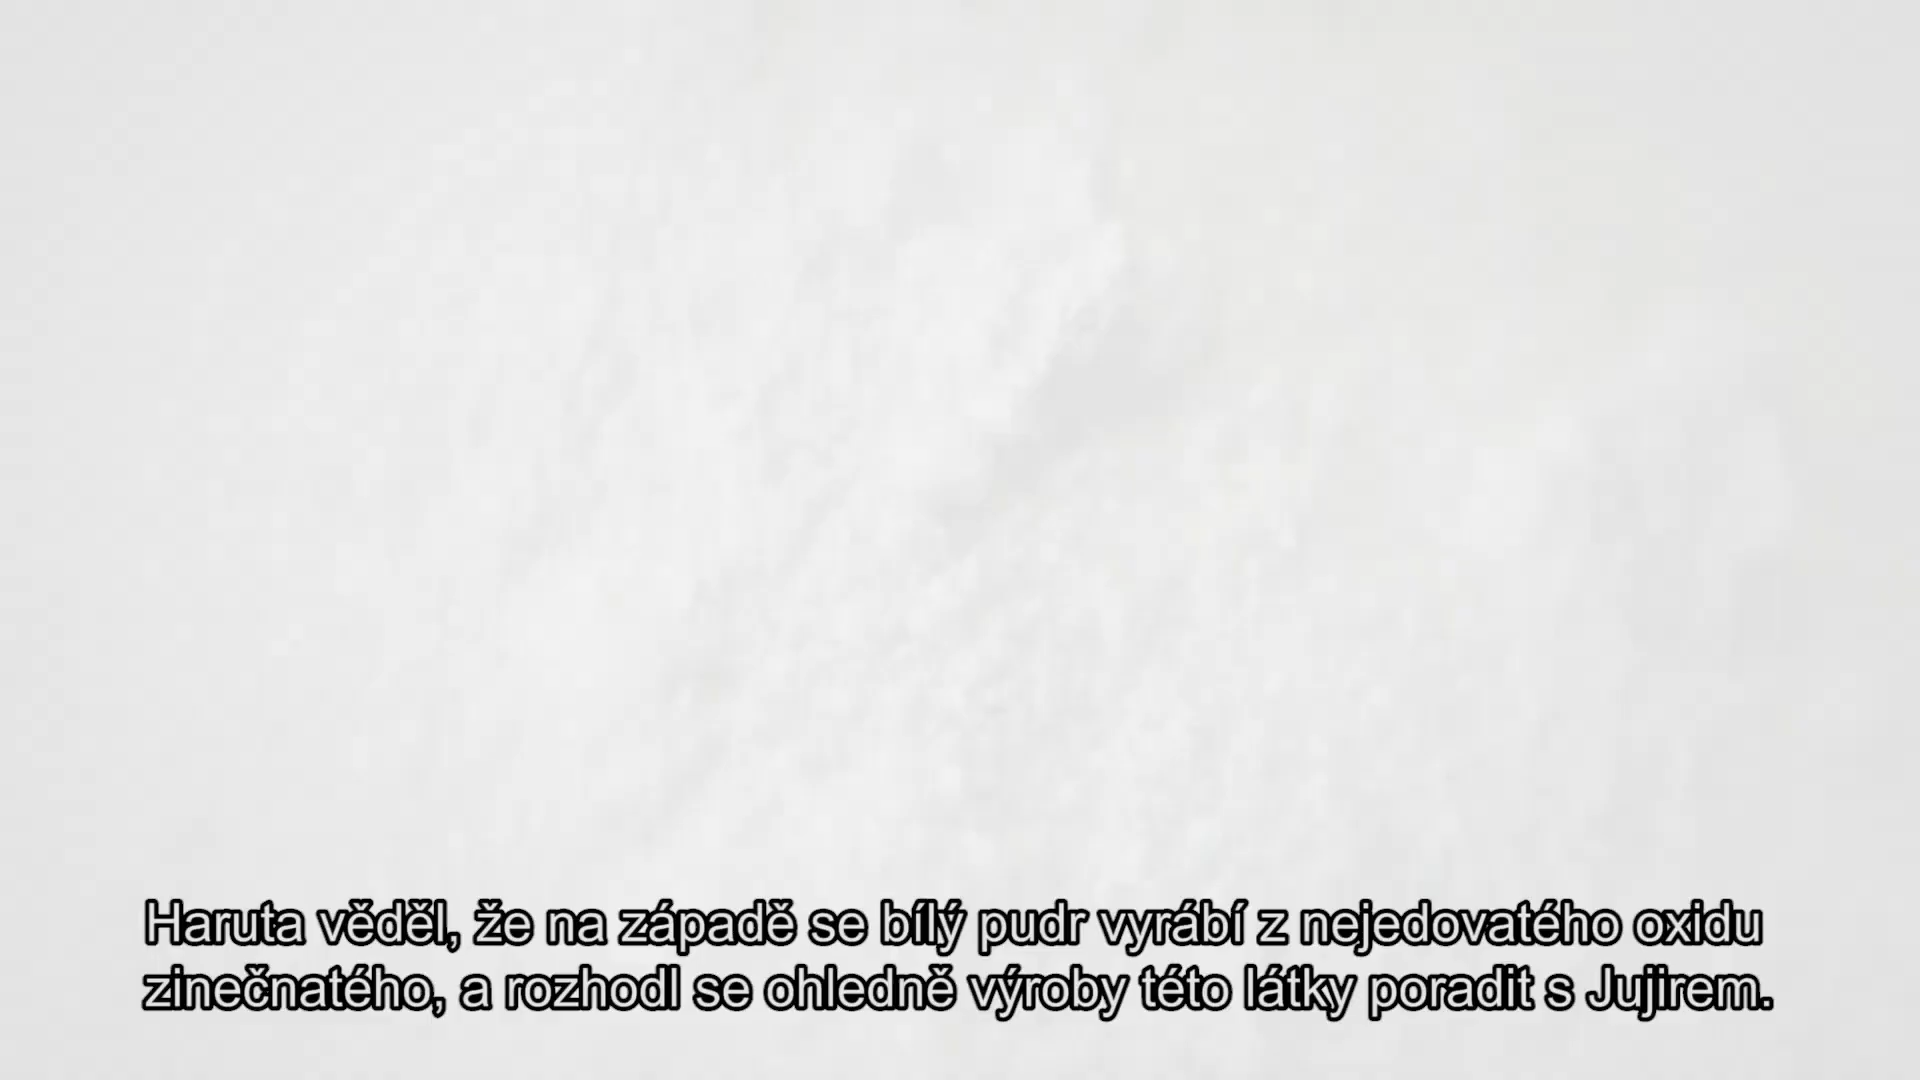 Haruta věděl, že na západě se bílý pudr vyrábí z nejedovatého oxidu
zinečnatého, a rozhodl se ohledně výroby této látky poradit s Jujirem.